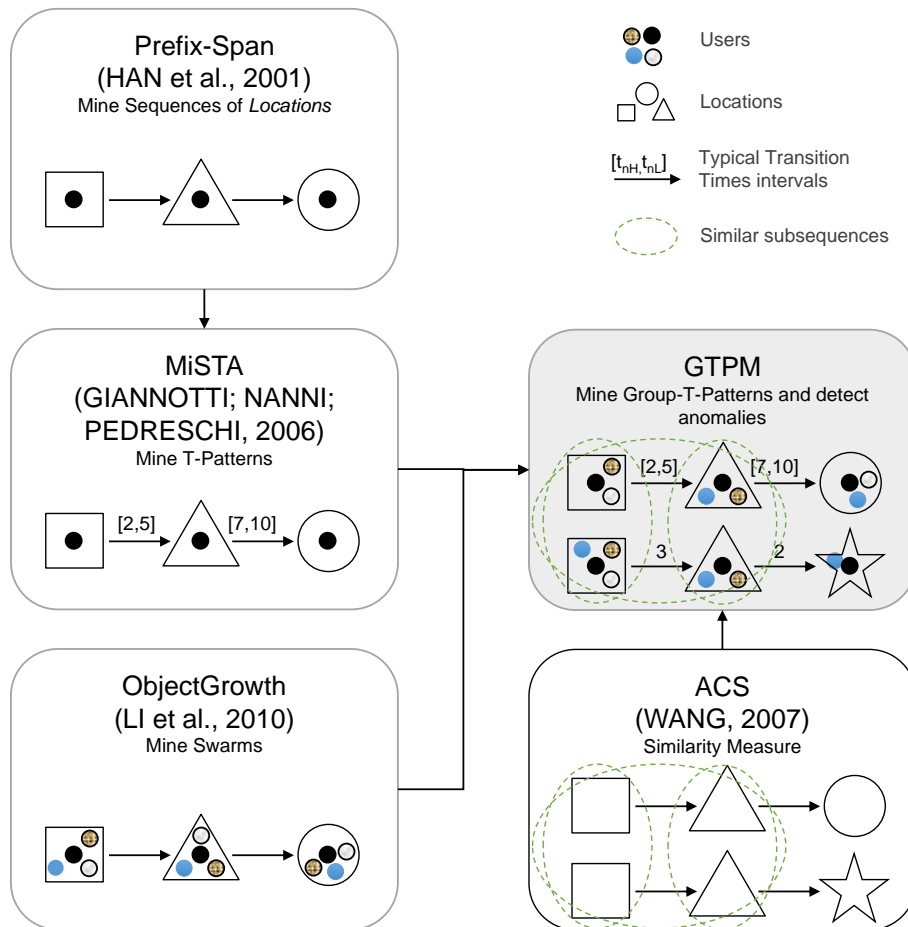 Prefix-Span
(HAN et al., 2001)
Mine Sequences of Locations
Users
Locations
[tnH,tnL]
Typical Transition
Times intervals
Similar subsequences
MiSTA
(GIANNOTTI; NANNI;
PEDRESCHI, 2006)
Mine T-Patterns
[2,5]
[7,10]
GTPM
Mine Group-T-Patterns and detect
anomalies
[2,5]
[7,10]
3
2
ObjectGrowth
(LI et al., 2010)
Mine Swarms
ACS
(WANG, 2007)
Similarity Measure